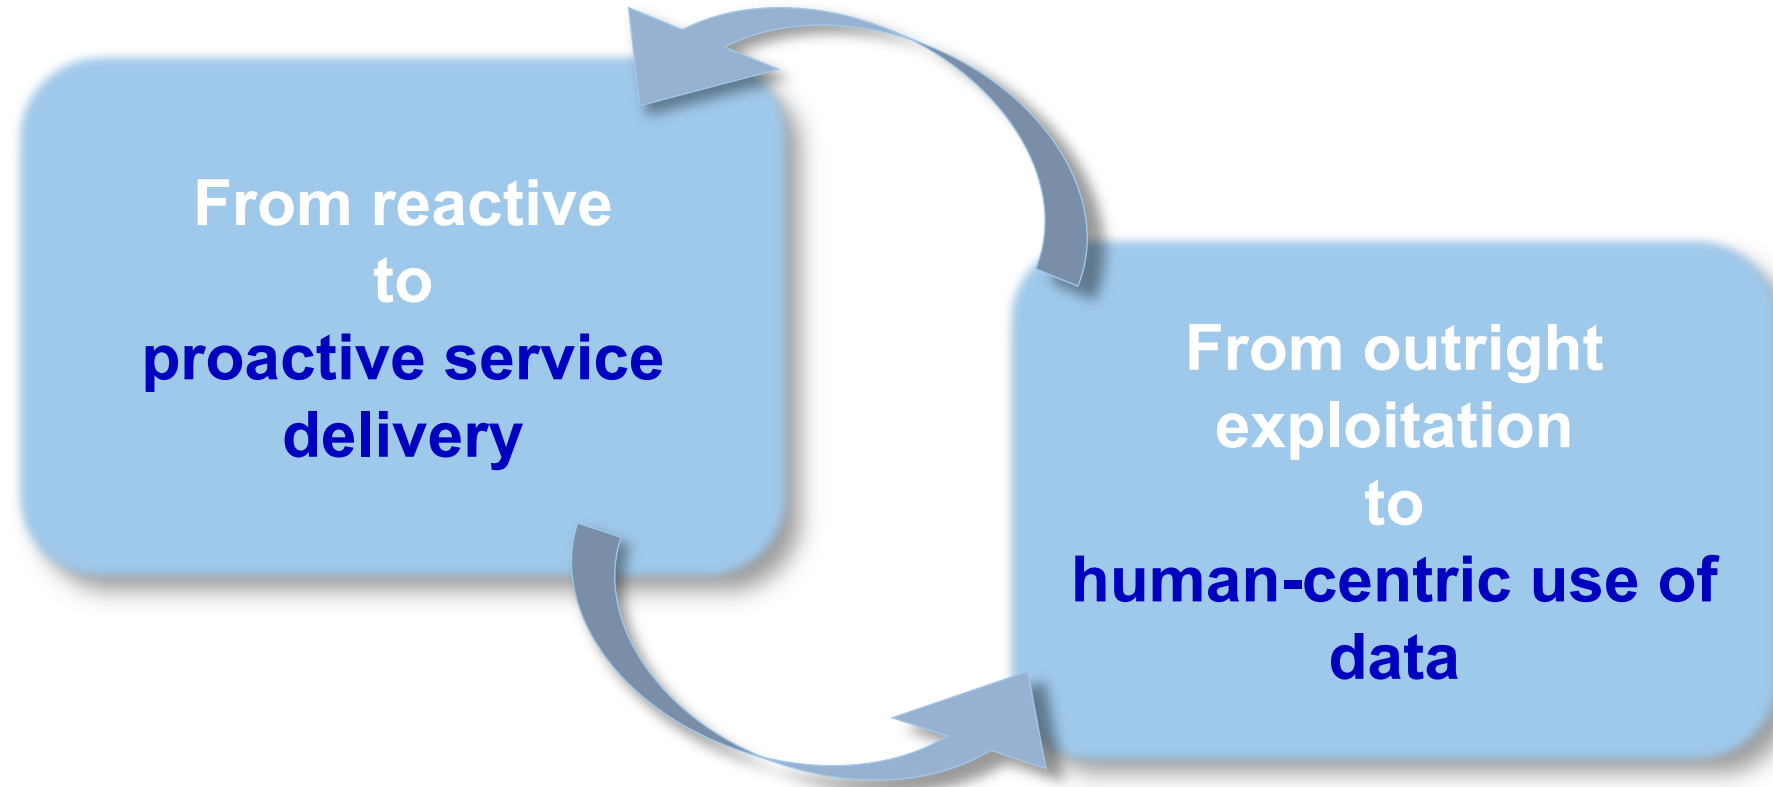 From reactive
to
proactive service
delivery
From outright
exploitation
to
human-centric use of
data